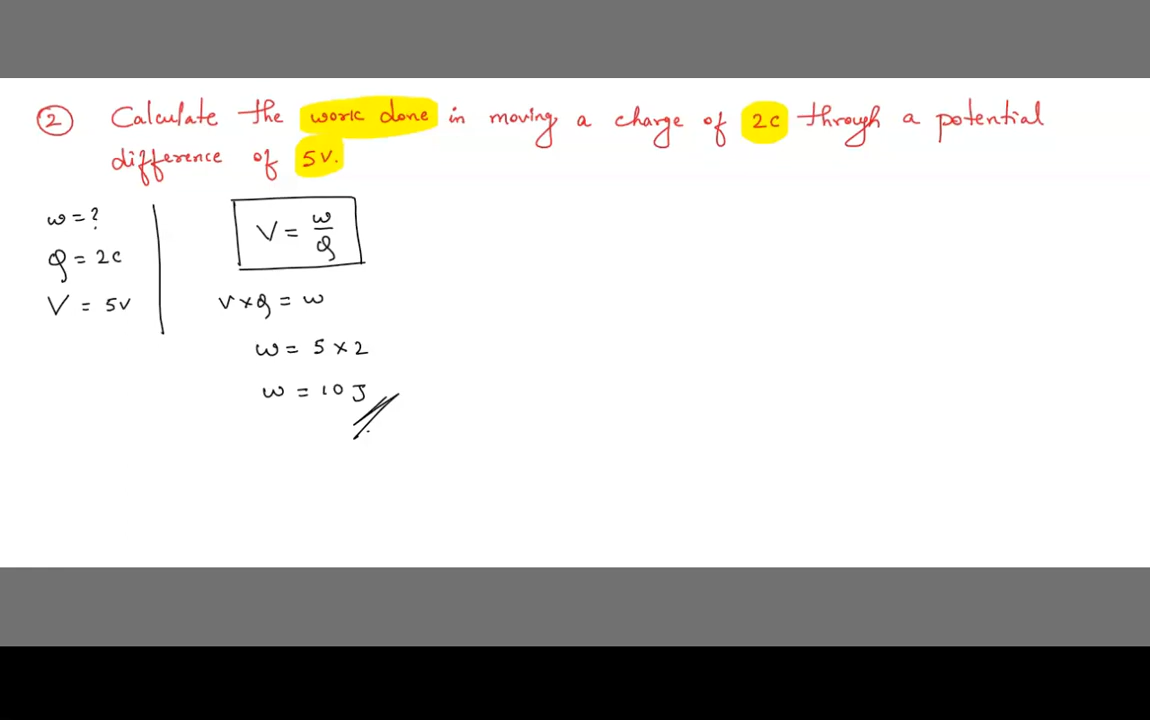 ② Calculate the work done in moving a charge of 2C through a potential
difference of 5V.
W = ?
Q = 2C
V = 5V
V = W/Q
V × Q = W
W = 5 × 2
W = 10 J